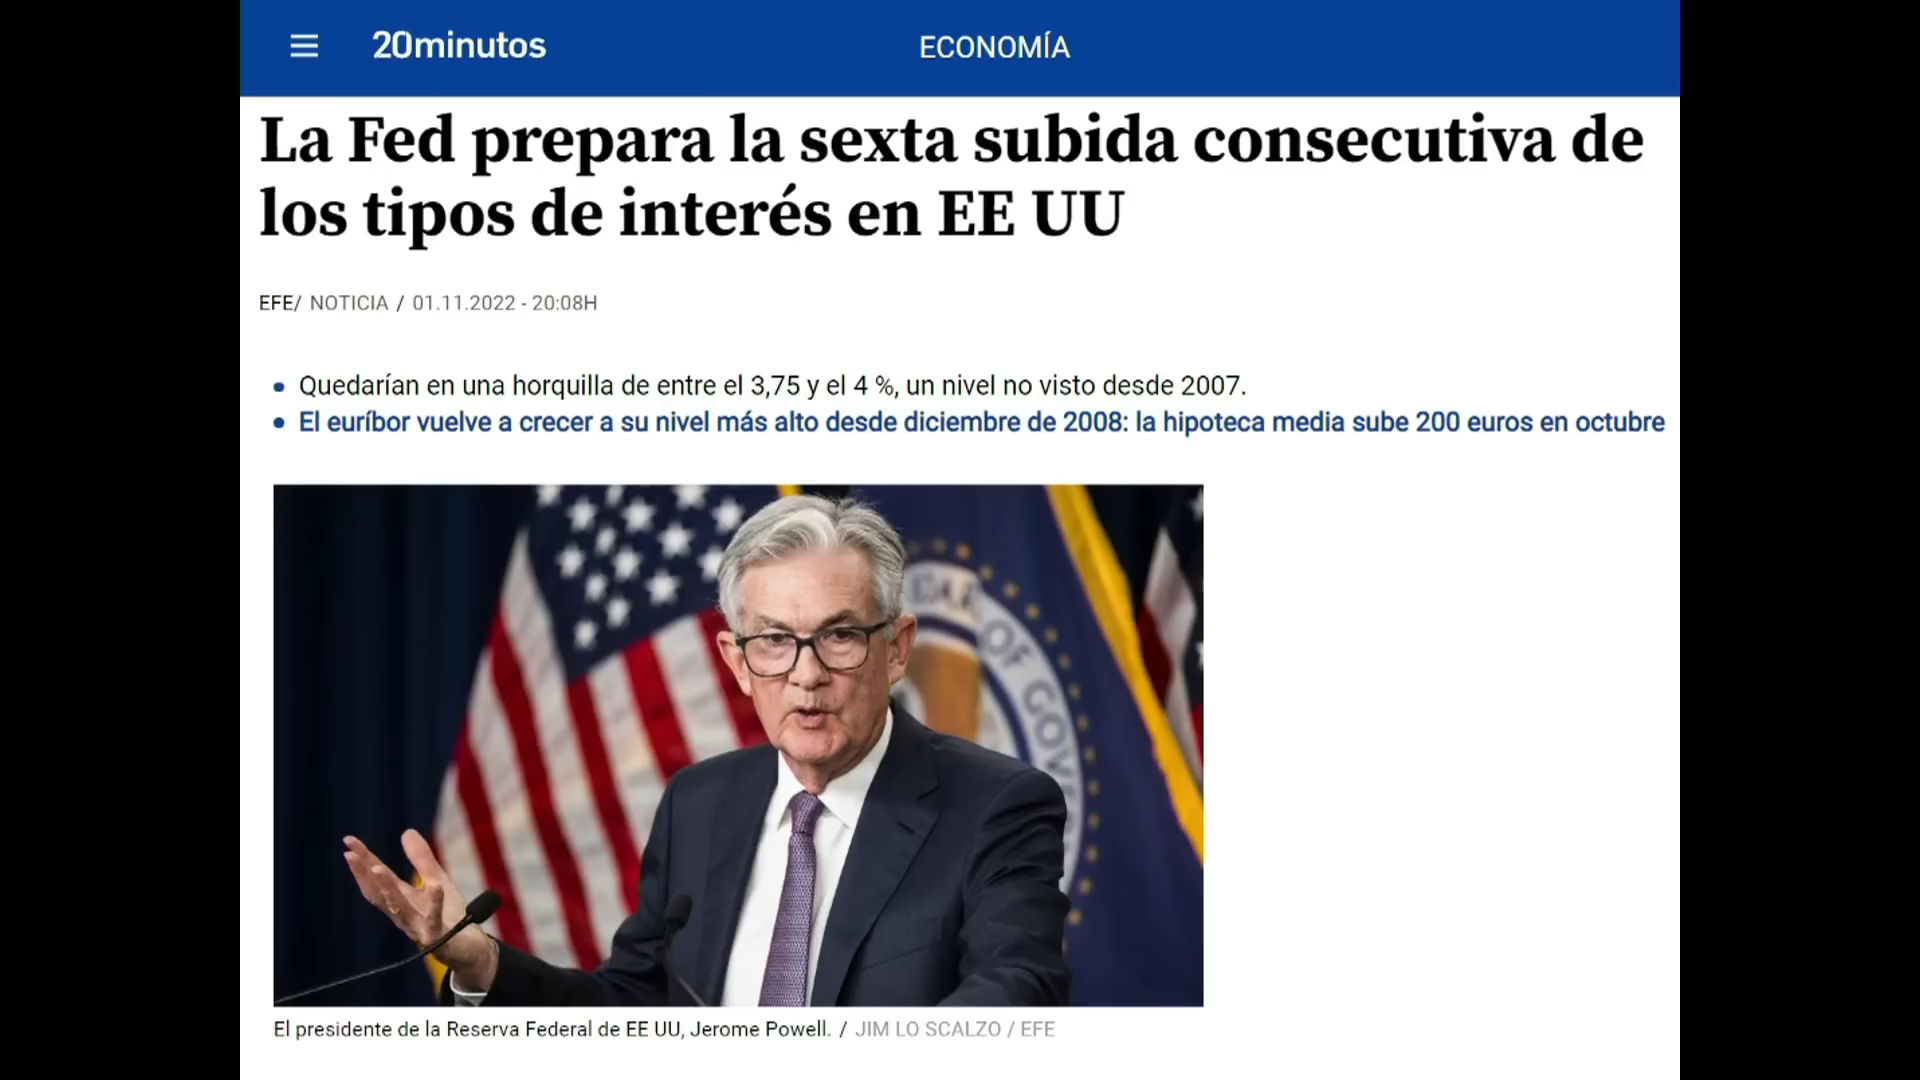 20minutos
ECONOMÍA
La Fed prepara la sexta subida consecutiva de
los tipos de interés en EE UU
EFE/ NOTICIA / 01.11.2022 - 20:08H
Quedarían en una horquilla de entre el 3,75 y el 4 %, un nivel no visto desde 2007.
El euríbor vuelve a crecer a su nivel más alto desde diciembre de 2008: la hipoteca media sube 200 euros en octubre
OF GOV
El presidente de la Reserva Federal de EE UU, Jerome Powell. / JIM LO SCALZO / EFE